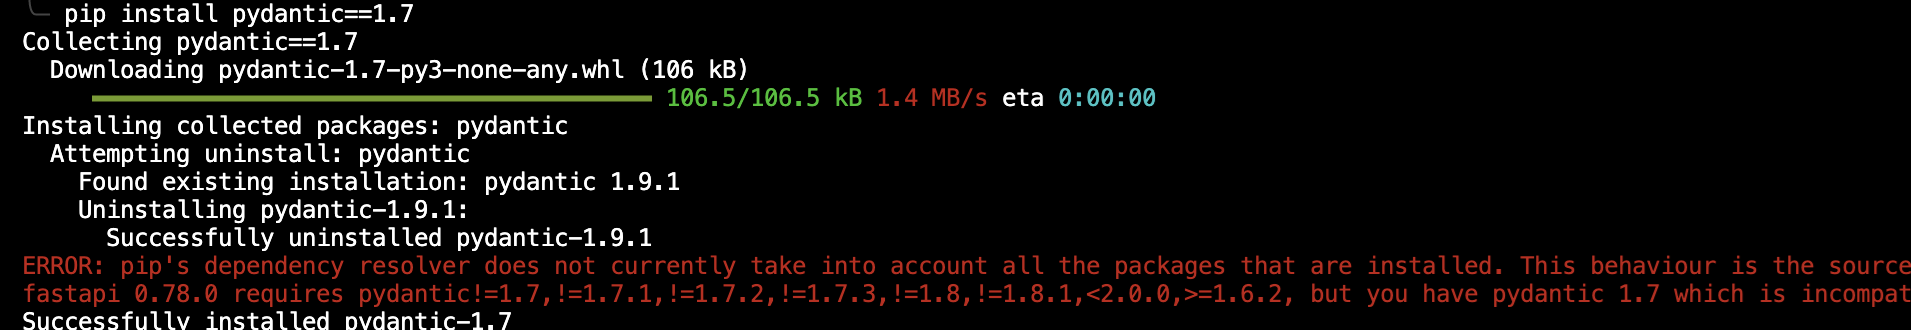 pip install pydantic==1.7
Collecting pydantic==1.7
Downloading pydantic-1.7-py3-none-any.whl (106 kB)
106.5/106.5 kB 1.4 MB/s eta 0:00:00
Installing collected packages: pydantic
Attempting uninstall: pydantic
Found existing installation: pydantic 1.9.1
Uninstalling pydantic-1.9.1:
Successfully uninstalled pydantic-1.9.1
ERROR: pip's dependency resolver does not currently take into account all the packages that are installed. This behaviour is the source
fastapi 0.78.0 requires pydantic!=1.7,!=1.7.1,!=1.7.2,!=1.7.3,!=1.8,!=1.8.1,<2.0.0,>=1.6.2, but you have pydantic 1.7 which is incompat
Successfully installed pydantic-1.7